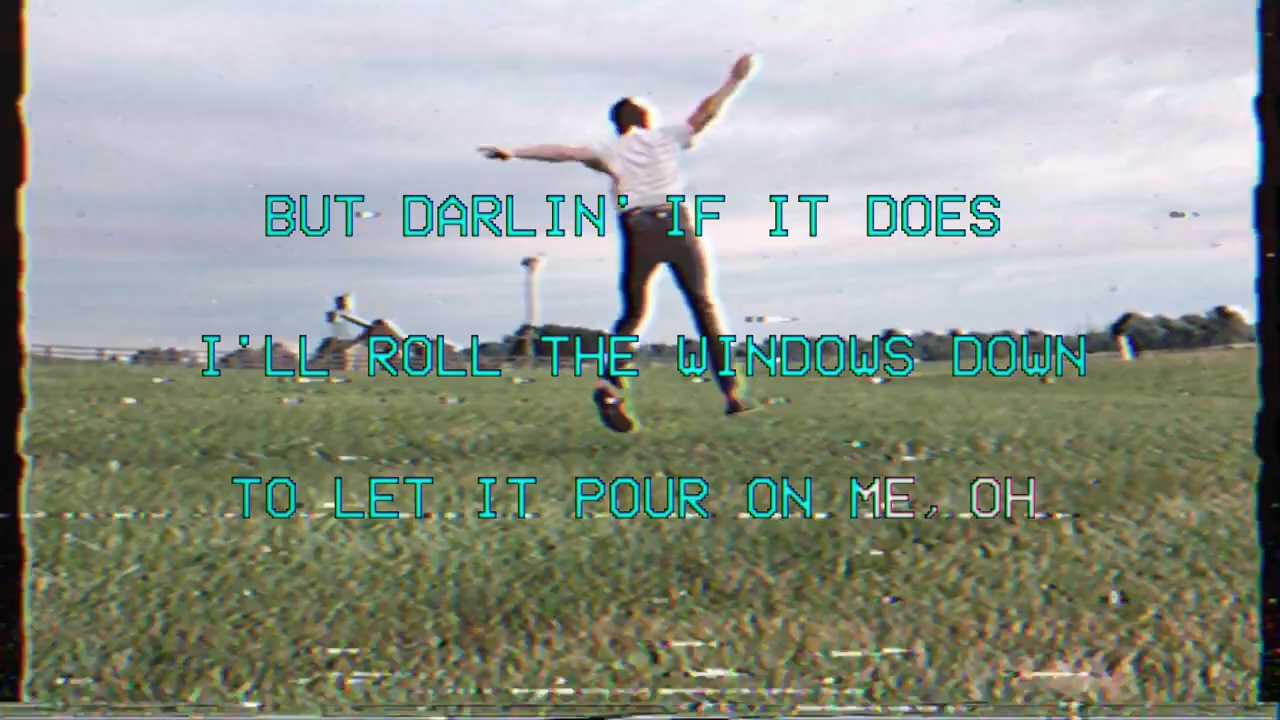 BUT DARLIN' IF IT DOES
I'LL ROLL THE WINDOWS DOWN
TO LET IT POUR ON ME, OH